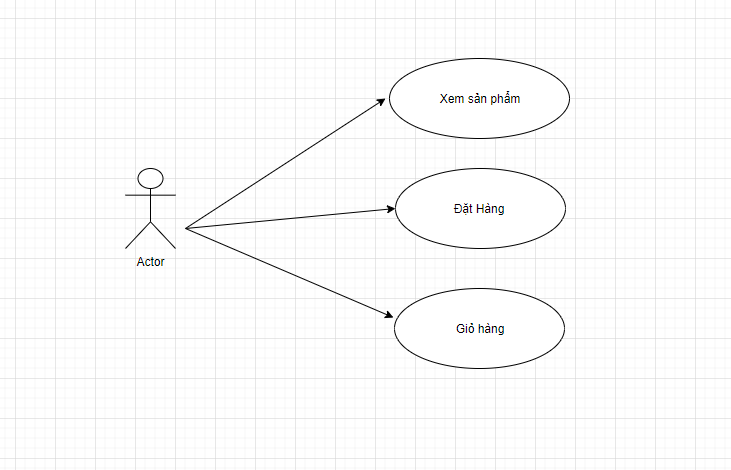 Xem sản phẩm
Đặt Hàng
Actor
Giỏ hàng